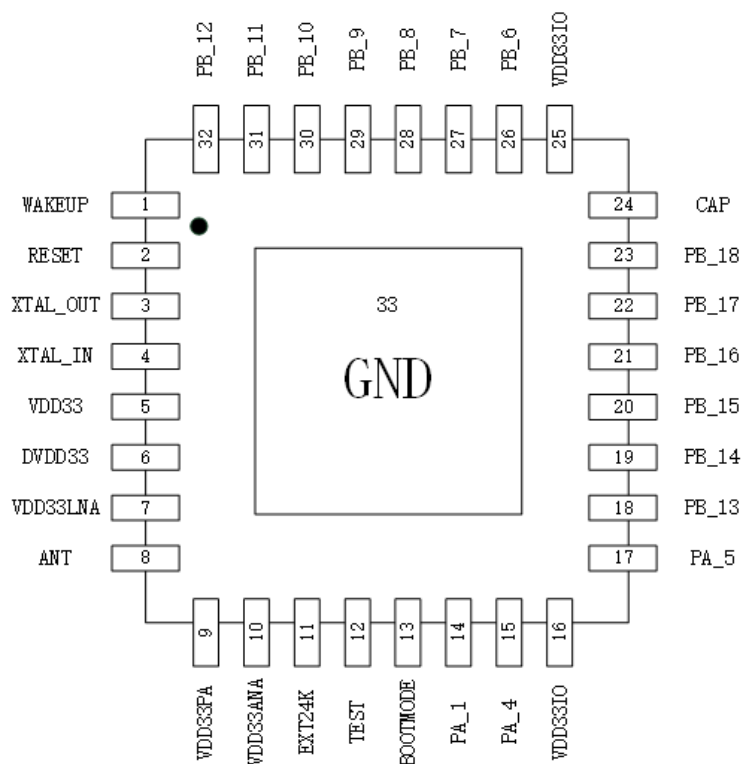 PB_12 PB_11 PB_10 PB_9 PB_8 PB_7 PB_6 VDD33IO
32 31 30 29 28 27 26 25
WAKEUP 1 24 CAP
RESET 2 23 PB_18
XTAL_OUT 3 33 22 PB_17
XTAL_IN 4 GND 21 PB_16
VDD33 5 20 PB_15
DVDD33 6 19 PB_14
VDD33LNA 7 18 PB_13
ANT 8 17 PA_5
9 10 11 12 13 14 15 16
VDD33PA VDD33ANA EXT24K TEST BOOTMODE PA_1 PA_4 VDD33IO